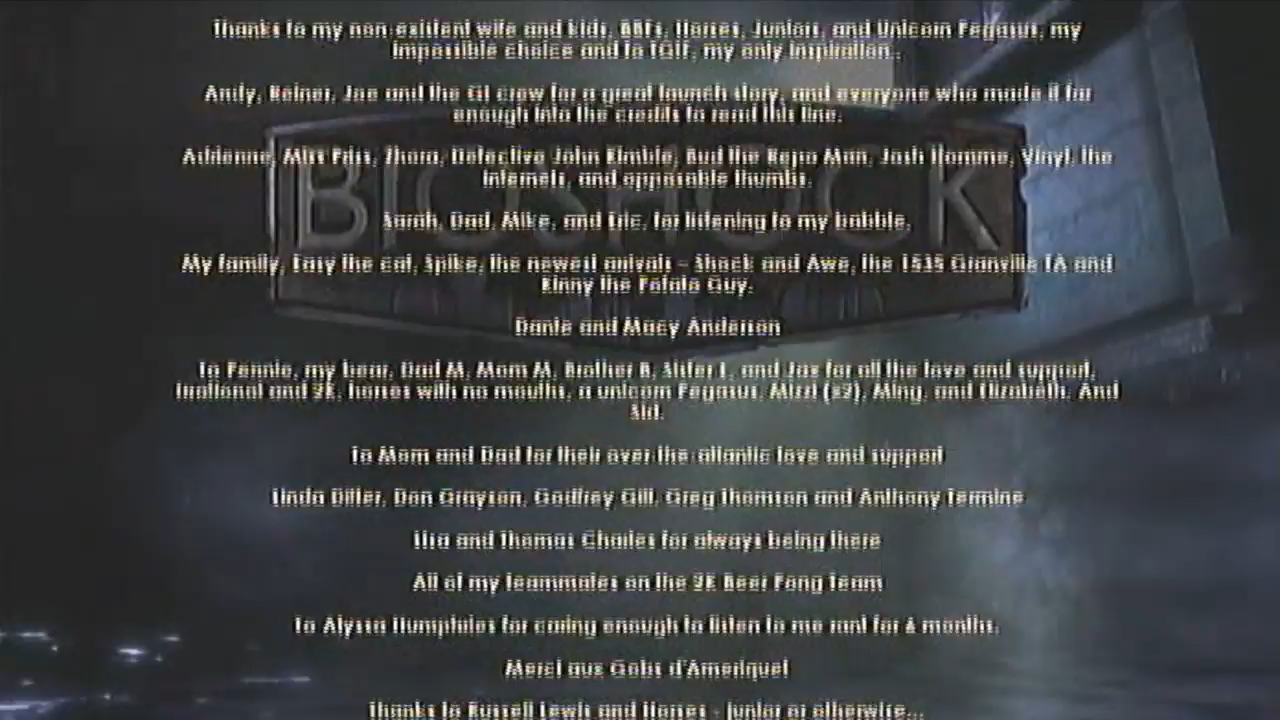 Thanks to my non-existent wife and kids, BBFs, Horses, Juniors, and Unicorn Pegasus, my
impossible choice and to TGIF, my only inspiration..
Andy, Reiner, Joe and the GI crew for a great launch story, and everyone who made it far
enough into the credits to read this line.
Adrienne, Miss Priss, Thora, Detective John Kimble, Bud the Repo Man, Josh Homme, Vinyl, the
Internets, and opposable thumbs.
Sarah, Dad, Mike, and Eric, for listening to my babble.
My family, Easy the cat, Spike, the newest arrivals - Shock and Awe, the 1535 Granville TA and
Kinny the Potato Guy.
BIOSHOCK
Dante and Macy Anderson
To Pennie, my bear, Dad M, Mom M, Brother B, Sister L, and Jax for all the love and support.
Irrational and 2K, horses with no mouths, a unicorn Pegasus, Mizzi (x2), Ming, and Elizabeth. And
Sid.
To Mom and Dad for their over-the-atlantic love and support
Linda Diller, Don Grayson, Godfrey Gill, Greg Thomson and Anthony Termine
Lisa and Thomas Charles for always being there
All of my teammates on the 2K Beer Pong Team
To Alyssa Humphries for caring enough to listen to me rant for 6 months.
Merci aux Gobs d'Amerique!
Thanks to Russell Lewis and Horses - Junior or otherwise...